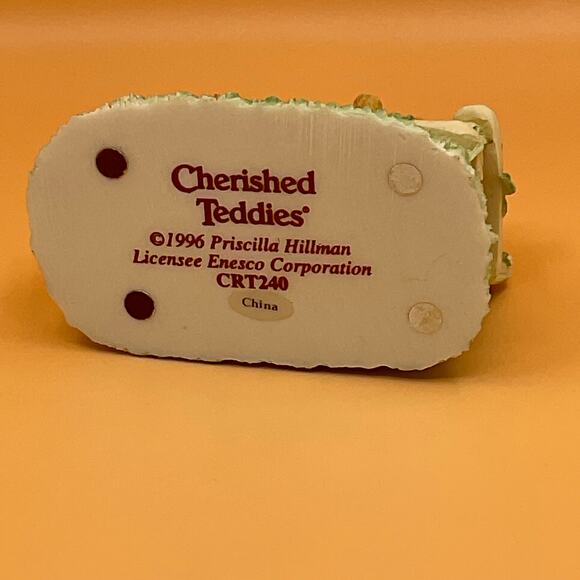 Cherished
Teddies®
©1996 Priscilla Hillman
Licensee Enesco Corporation
CRT240
China